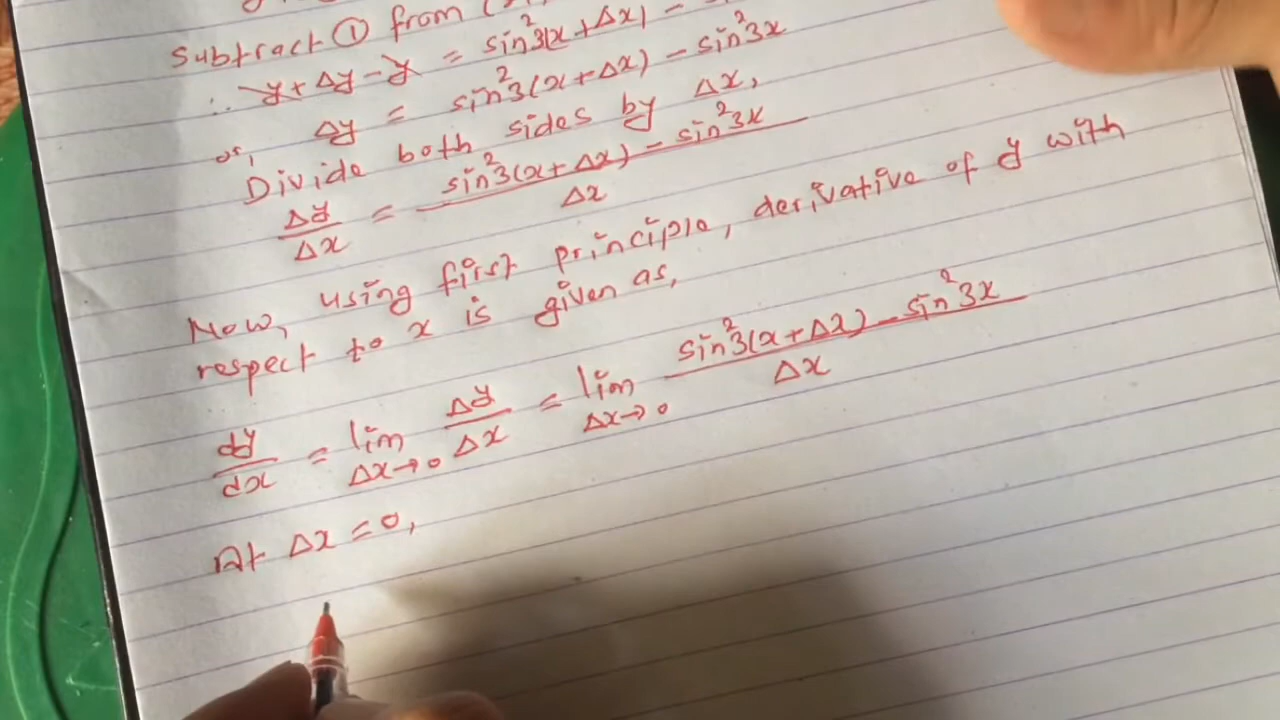 Subtract ① from
∴ y + Δy - y = sin²3(x + Δx) -
or, Δy = sin²3(x + Δx) - sin²3x
Divide both sides by Δx,
Δy/Δx = (sin²3(x + Δx) - sin²3x)/Δx
Now, using first principle, derivative of y with
respect to x is given as,
dy/dx = lim Δx→0 Δy/Δx = lim Δx→0 (sin²3(x + Δx) - sin²3x)/Δx
At Δx = 0,